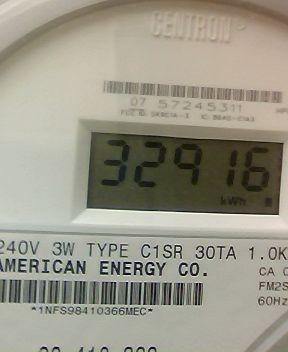 CENTRON®
07 57245311
32916
kWh
240V 3W TYPE C1SR 30TA 1.0K
AMERICAN ENERGY CO.
CA 0
FM2S
60Hz
*1NFS98410366MEC*